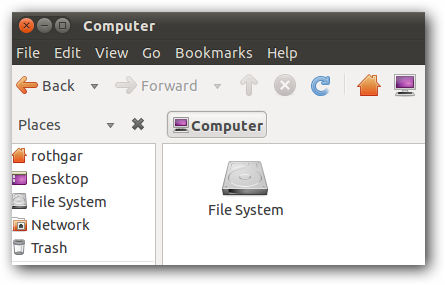 Computer
File Edit View Go Bookmarks Help
Back Forward
Places Computer
rothgar
Desktop
File System
Network
Trash
File System